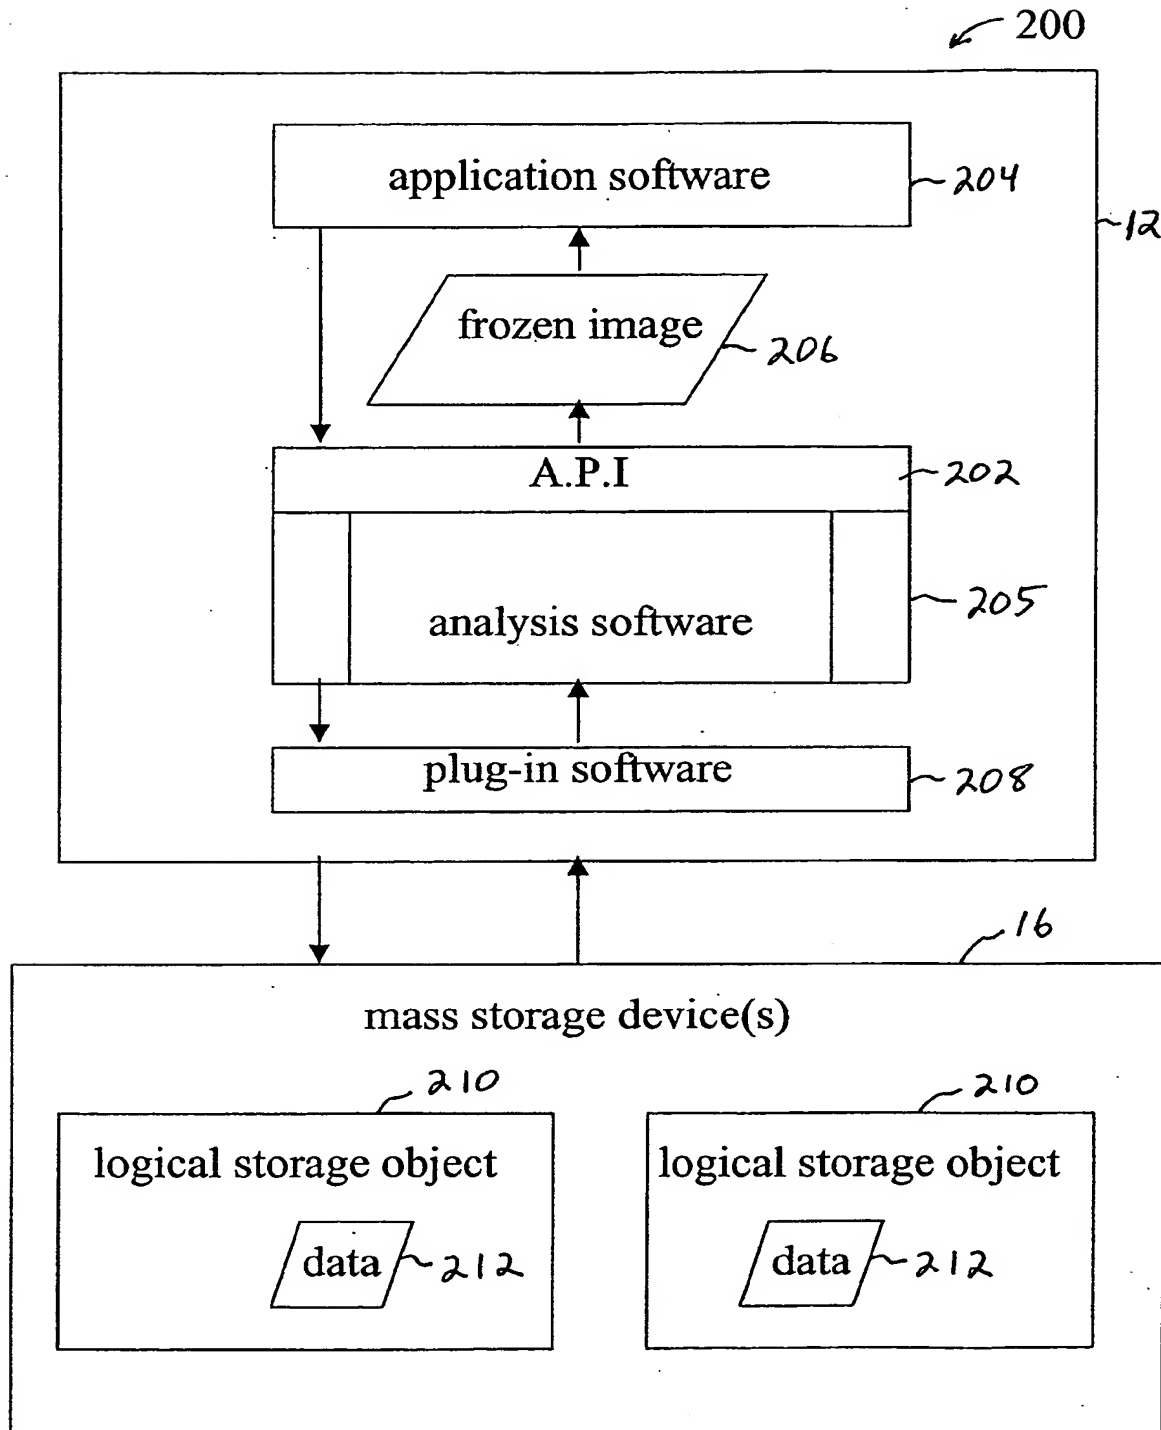 200
application software
204
12
frozen image
206
A.P.I
202
analysis software
205
plug-in software
208
16
mass storage device(s)
210
210
logical storage object
logical storage object
data
212
data
212